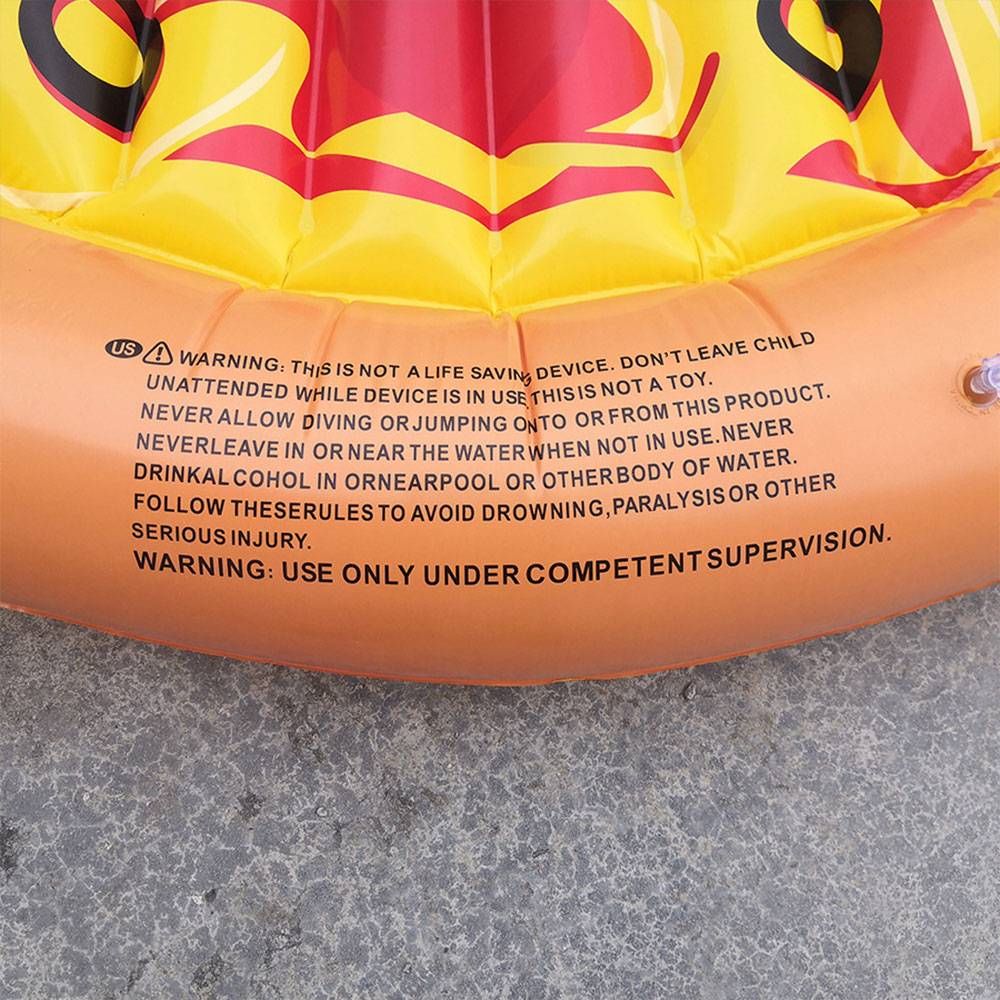 US WARNING: THIS IS NOT A LIFE SAVING DEVICE. DON'T LEAVE CHILD
UNATTENDED WHILE DEVICE IS IN USE,THIS IS NOT A TOY.
NEVER ALLOW DIVING OR JUMPING ONTO OR FROM THIS PRODUCT.
NEVERLEAVE IN OR NEAR THE WATER WHEN NOT IN USE.NEVER
DRINKAL COHOL IN ORNEARPOOL OR OTHERBODY OF WATER.
FOLLOW THESERULES TO AVOID DROWNING,PARALYSIS OR OTHER
SERIOUS INJURY.
WARNING: USE ONLY UNDER COMPETENT SUPERVISION.